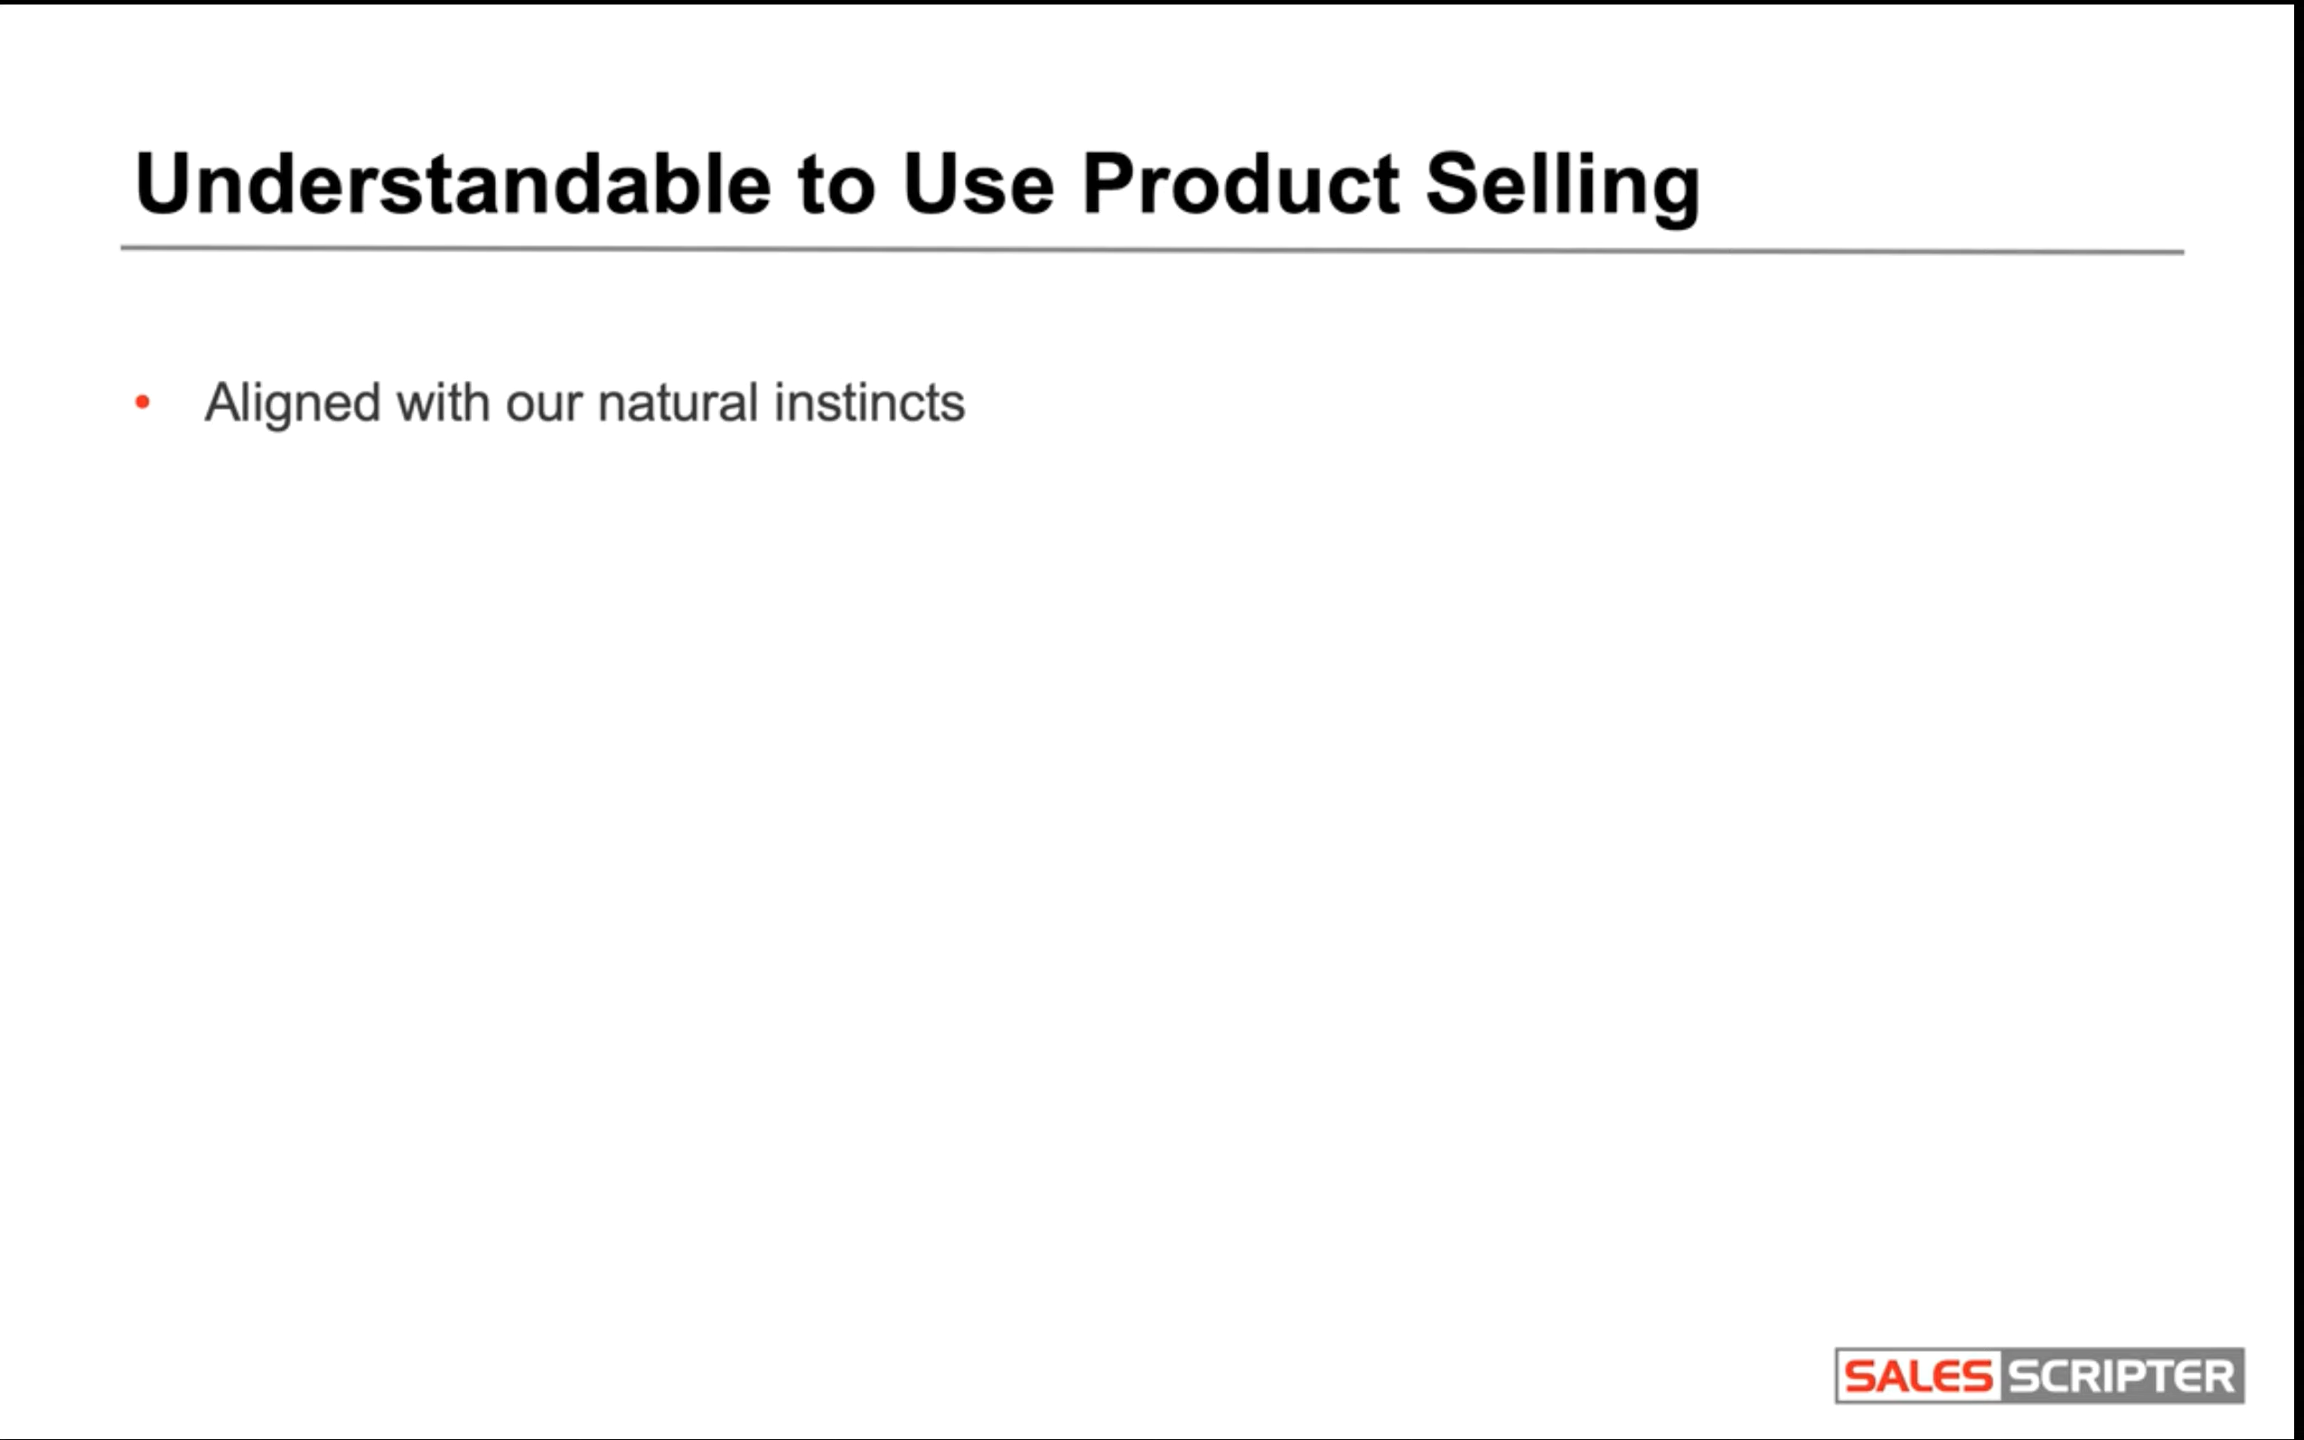 Understandable to Use Product Selling
• Aligned with our natural instincts
SALES SCRIPTER